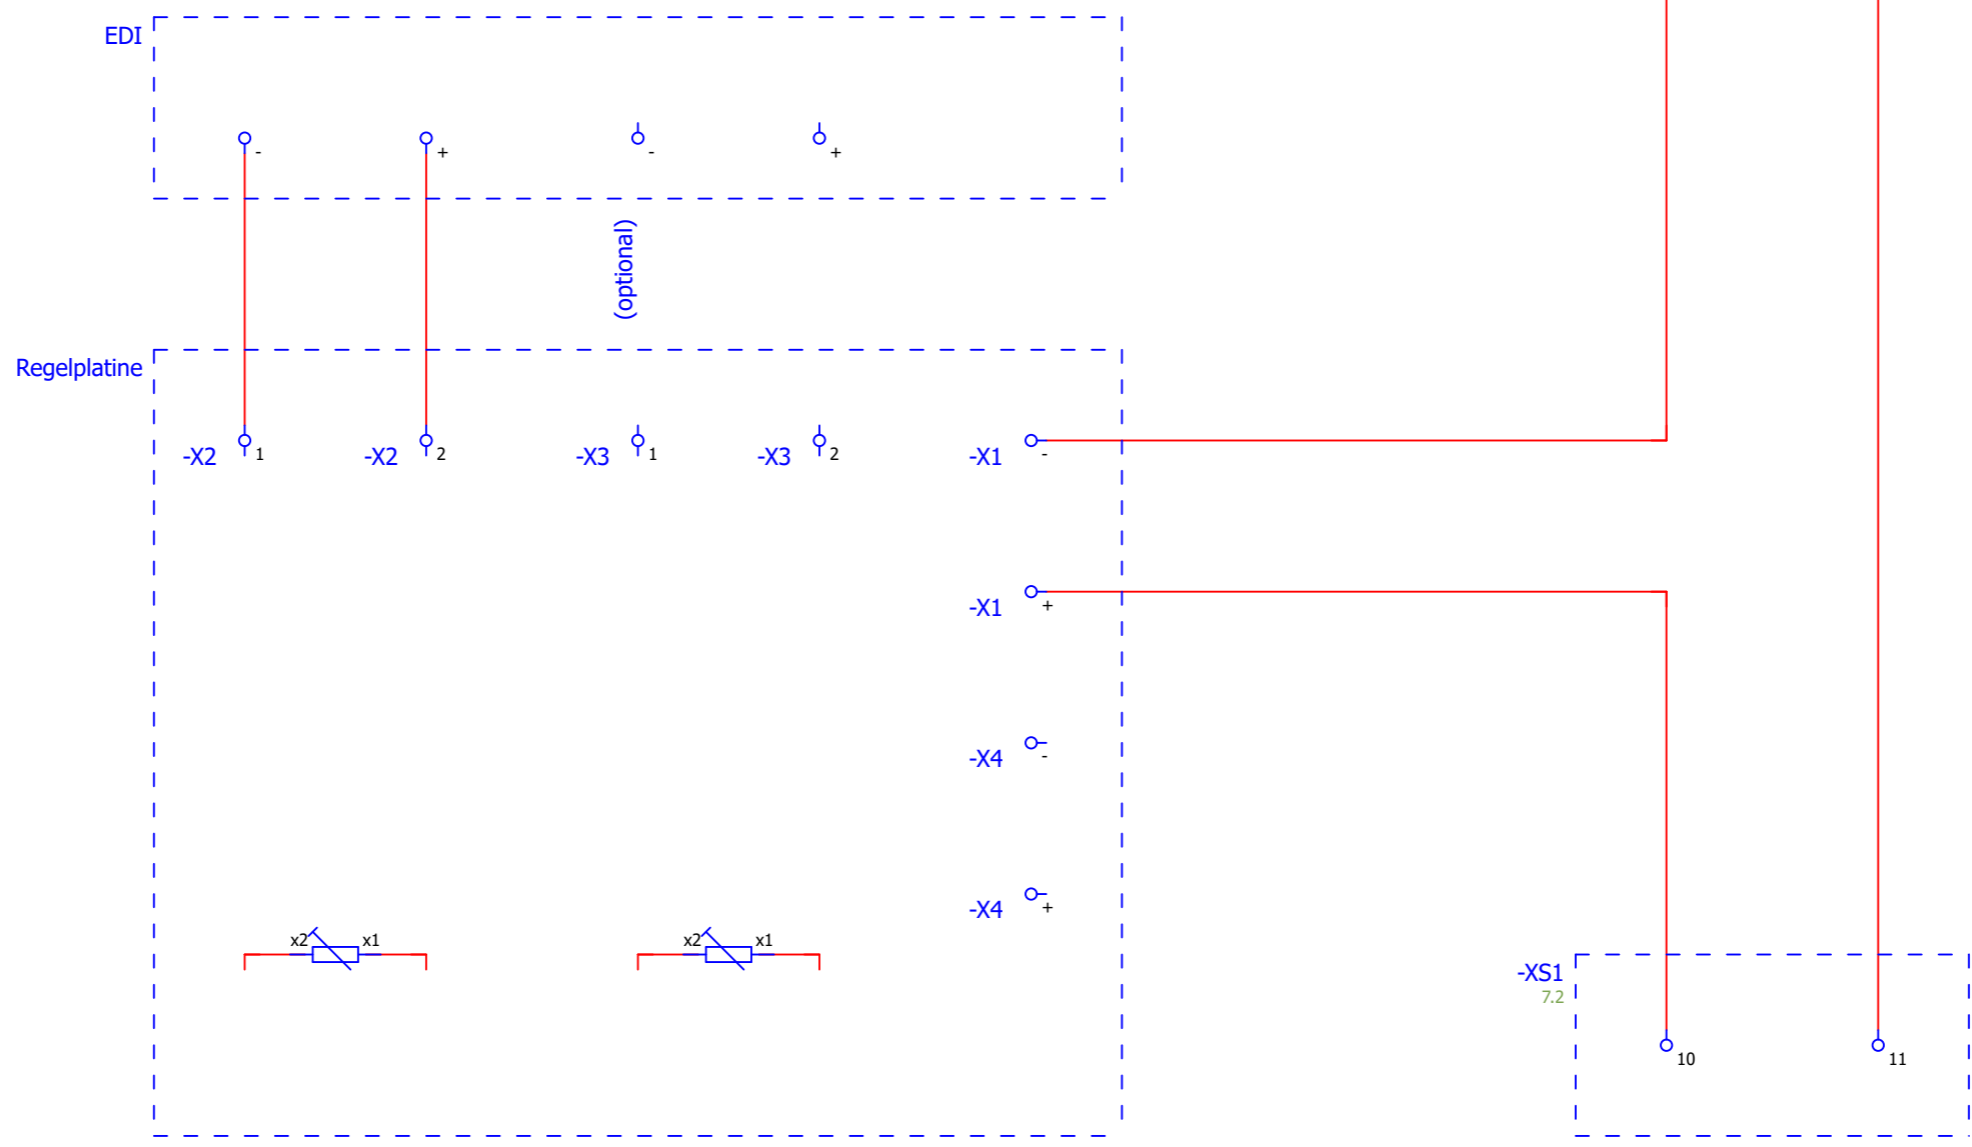 EDI
- + - +
(optional)
Regelplatine
-X2 1 -X2 2 -X3 1 -X3 2 -X1 -
-X1 +
-X4 -
-X4 +
x2 x1 x2 x1
-XS1
7.2
10 11